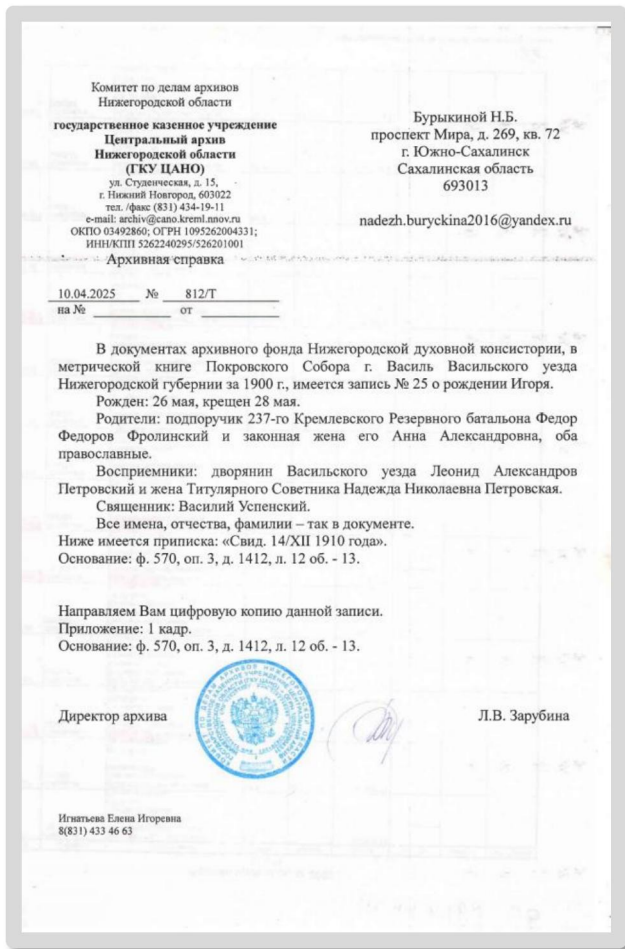 Комитет по делам архивов
Нижегородской области
государственное казенное учреждение
Центральный архив
Нижегородской области
(ГКУ ЦАНО)
ул. Студенческая, д. 15,
г. Нижний Новгород, 603022
тел. /факс (831) 434-19-11
e-mail: archiv@cano.kreml.nnov.ru
ОКПО 03492860; ОГРН 1095262004331;
ИНН/КПП 5262240295/526201001
Архивная справка
10.04.2025 № 812/Т
на № от
Бурыкиной Н.Б.
проспект Мира, д. 269, кв. 72
г. Южно-Сахалинск
Сахалинская область
693013
nadezh.buryckina2016@yandex.ru
В документах архивного фонда Нижегородской духовной консистории, в
метрической книге Покровского Собора г. Василь Васильского уезда
Нижегородской губернии за 1900 г., имеется запись № 25 о рождении Игоря.
Рожден: 26 мая, крещен 28 мая.
Родители: подпоручик 237-го Кремлевского Резервного батальона Федор
Федоров Фролинский и законная жена его Анна Александровна, оба
православные.
Восприемники: дворянин Васильского уезда Леонид Александров
Петровский и жена Титулярного Советника Надежда Николаевна Петровская.
Священник: Василий Успенский.
Все имена, отчества, фамилии – так в документе.
Ниже имеется приписка: «Свид. 14/XII 1910 года».
Основание: ф. 570, оп. 3, д. 1412, л. 12 об. - 13.
Направляем Вам цифровую копию данной записи.
Приложение: 1 кадр.
Основание: ф. 570, оп. 3, д. 1412, л. 12 об. - 13.
Директор архива
Л.В. Зарубина
Игнатьева Елена Игоревна
8(831) 433 46 63